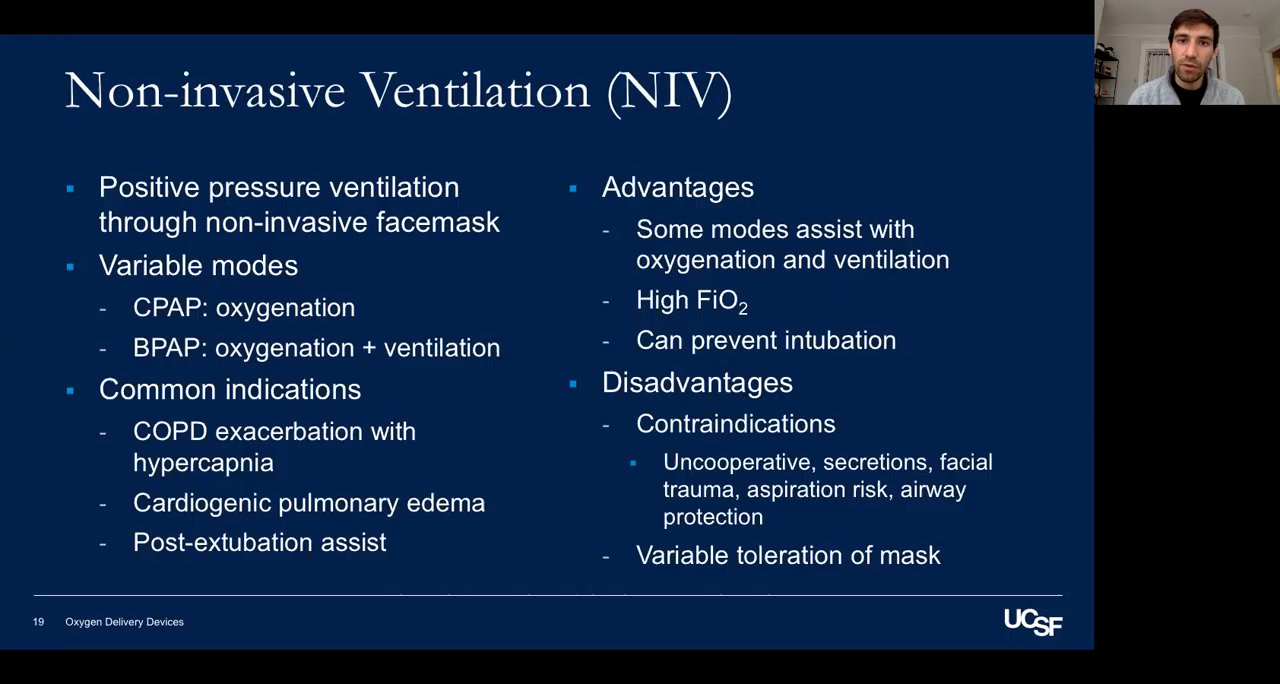 Non-invasive Ventilation (NIV)
▪ Positive pressure ventilation
through non-invasive facemask
▪ Variable modes
- CPAP: oxygenation
- BPAP: oxygenation + ventilation
▪ Common indications
- COPD exacerbation with
hypercapnia
- Cardiogenic pulmonary edema
- Post-extubation assist
▪ Advantages
- Some modes assist with
oxygenation and ventilation
- High FiO₂
- Can prevent intubation
▪ Disadvantages
- Contraindications
▪ Uncooperative, secretions, facial
trauma, aspiration risk, airway
protection
- Variable toleration of mask
19 Oxygen Delivery Devices
UCSF